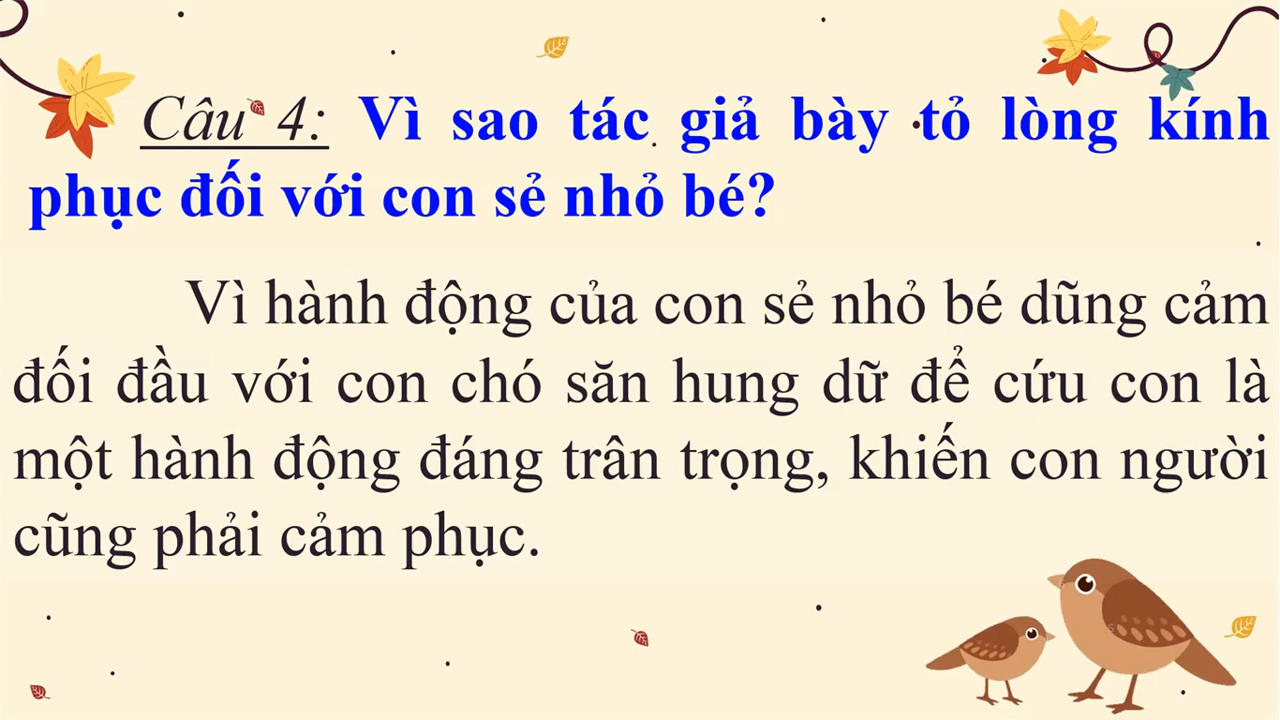 Câu 4: Vì sao tác giả bày tỏ lòng kính
phục đối với con sẻ nhỏ bé?
Vì hành động của con sẻ nhỏ bé dũng cảm
đối đầu với con chó săn hung dữ để cứu con là
một hành động đáng trân trọng, khiến con người
cũng phải cảm phục.